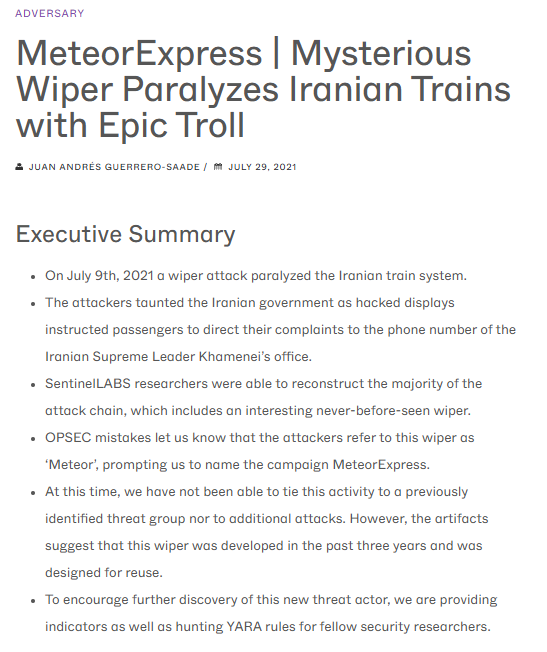 ADVERSARY
MeteorExpress | Mysterious
Wiper Paralyzes Iranian Trains
with Epic Troll
JUAN ANDRÉS GUERRERO-SAADE / JULY 29, 2021
Executive Summary
• On July 9th, 2021 a wiper attack paralyzed the Iranian train system.
• The attackers taunted the Iranian government as hacked displays
instructed passengers to direct their complaints to the phone number of the
Iranian Supreme Leader Khamenei's office.
• SentinelLABS researchers were able to reconstruct the majority of the
attack chain, which includes an interesting never-before-seen wiper.
• OPSEC mistakes let us know that the attackers refer to this wiper as
‘Meteor’, prompting us to name the campaign MeteorExpress.
• At this time, we have not been able to tie this activity to a previously
identified threat group nor to additional attacks. However, the artifacts
suggest that this wiper was developed in the past three years and was
designed for reuse.
• To encourage further discovery of this new threat actor, we are providing
indicators as well as hunting YARA rules for fellow security researchers.